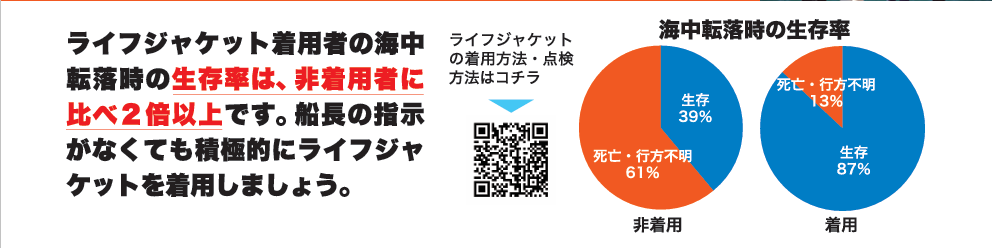 ライフジャケット着用者の海中
転落時の生存率は、非着用者に
比べ２倍以上です。船長の指示
がなくても積極的にライフジャ
ケットを着用しましょう。
ライフジャケット
の着用方法・点検
方法はコチラ
海中転落時の生存率
生存
39%
死亡・行方不明
61%
非着用
死亡・行方不明
13%
生存
87%
着用